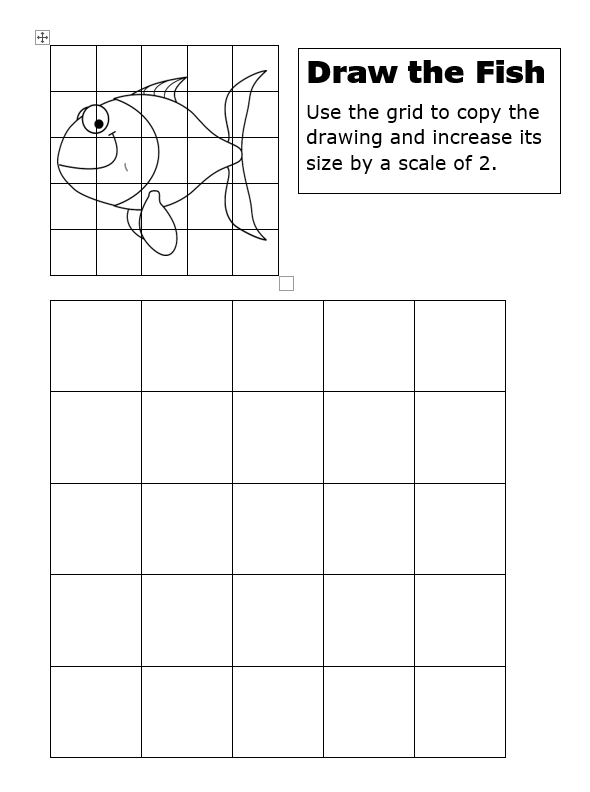 Draw the Fish
Use the grid to copy the
drawing and increase its
size by a scale of 2.